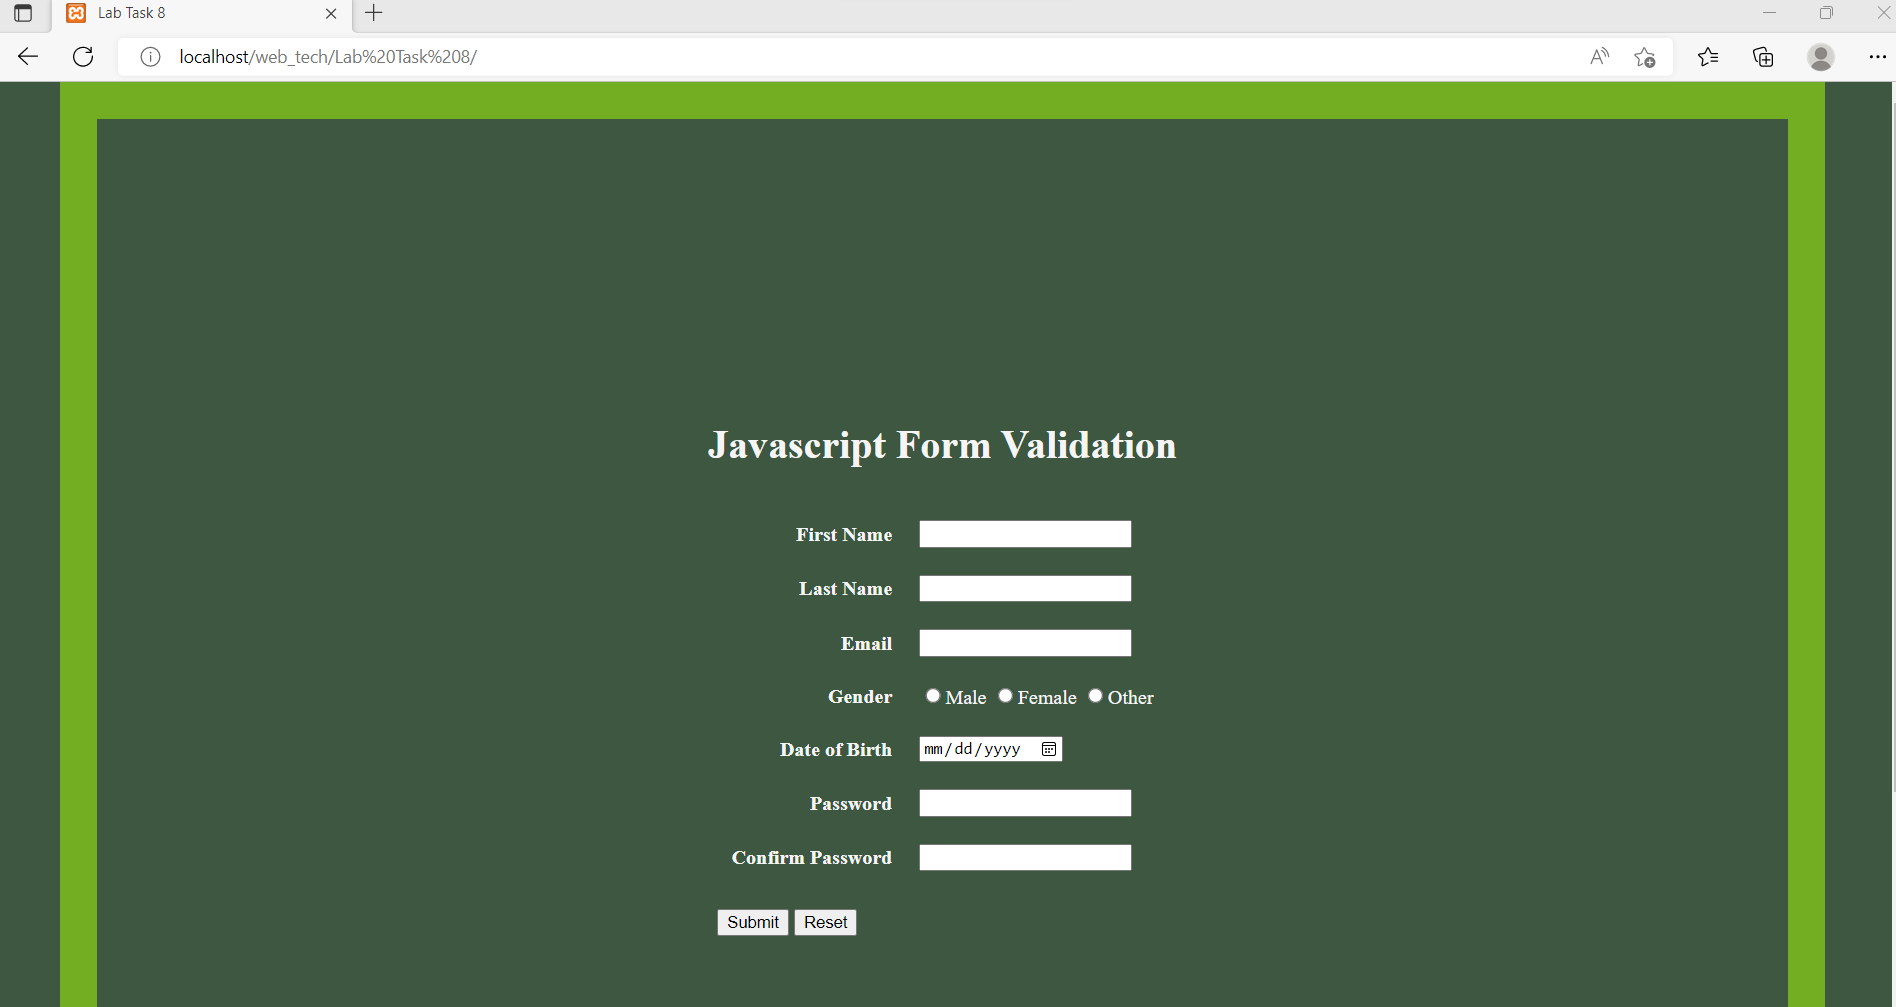 Lab Task 8
localhost/web_tech/Lab%20Task%208/
Javascript Form Validation
First Name
Last Name
Email
Gender Male Female Other
Date of Birth mm/dd/yyyy
Password
Confirm Password
Submit Reset